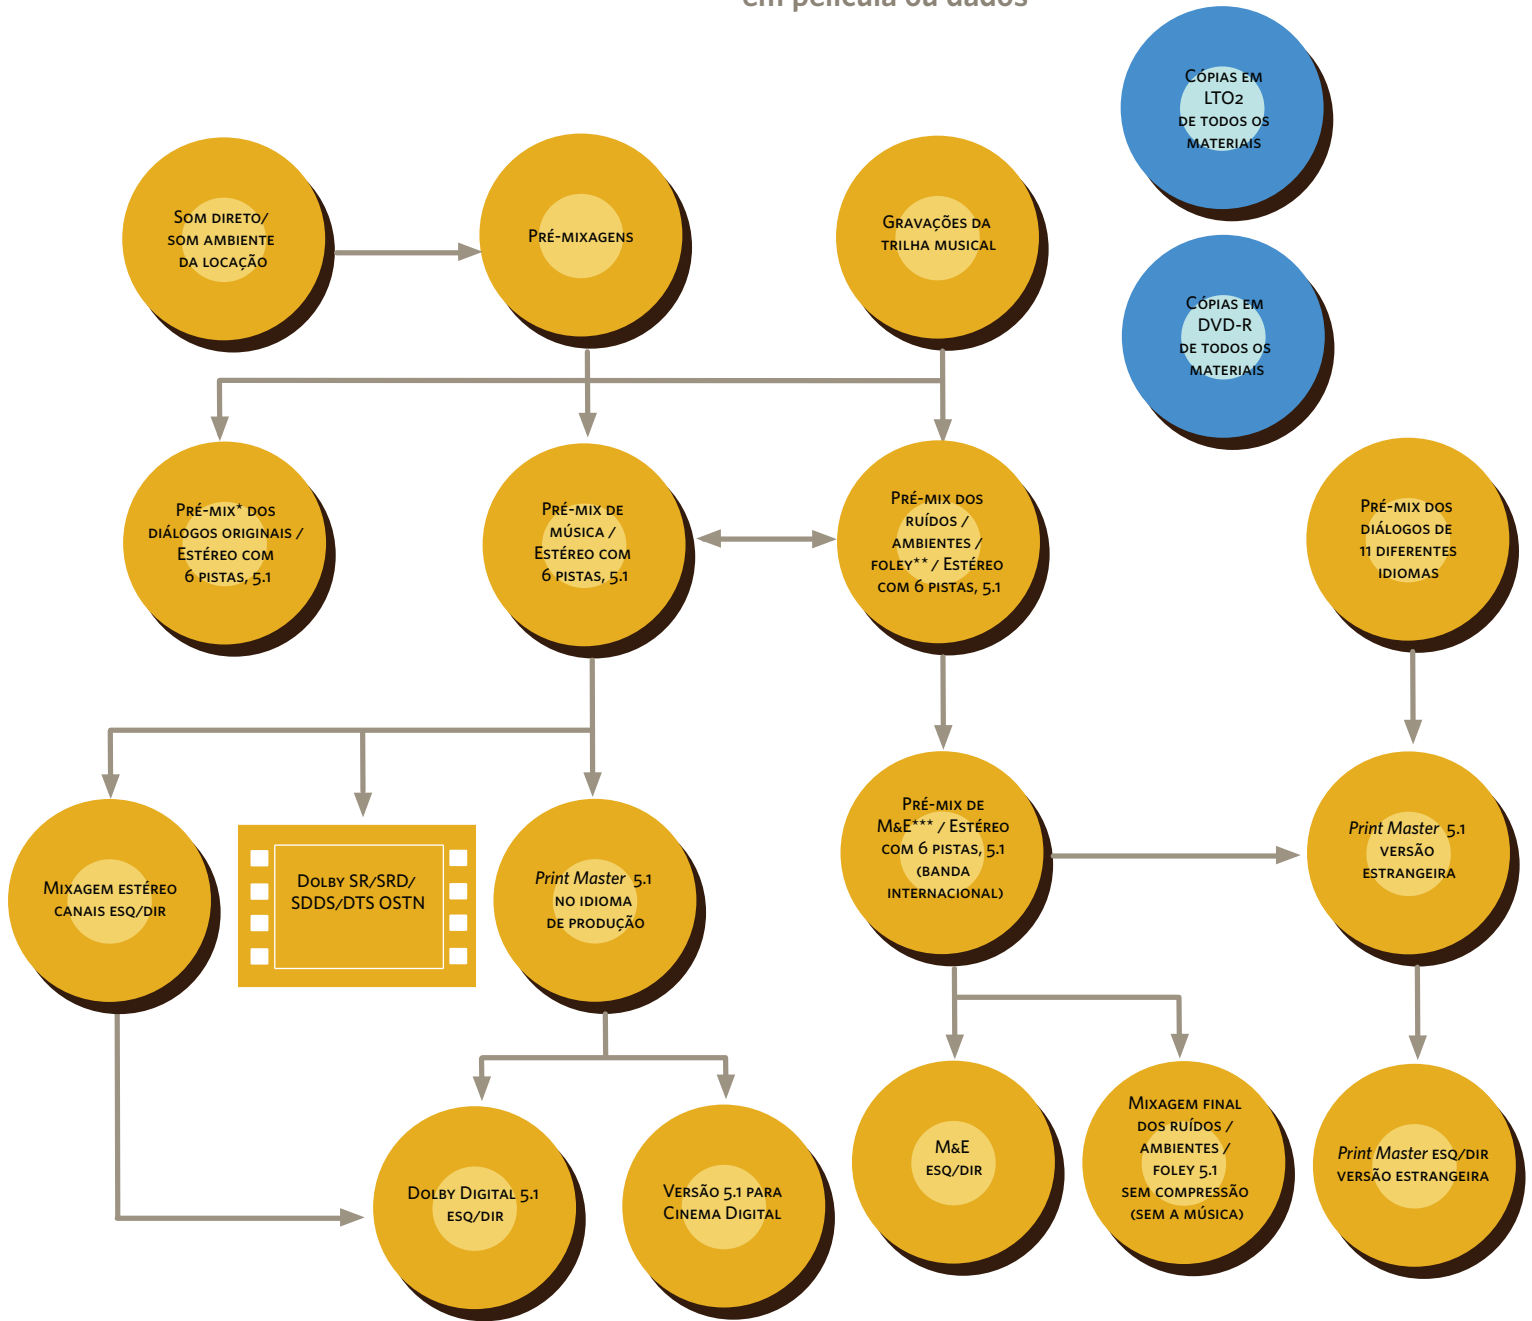 em película ou dados
Cópias em
LTO2
de todos os
materiais
Som direto/
som ambiente
da locação
Pré-mixagens
Gravações da
trilha musical
Cópias em
DVD-R
de todos os
materiais
Pré-mix* dos
diálogos originais /
Estéreo com
6 pistas, 5.1
Pré-mix de
música /
Estéreo com
6 pistas, 5.1
Pré-mix dos
ruídos /
ambientes /
foley** / Estéreo
com 6 pistas, 5.1
Pré-mix dos
diálogos de
11 diferentes
idiomas
Mixagem estéreo
canais esq/dir
Dolby SR/SRD/
SDDS/DTS OSTN
Print Master 5.1
no idioma
de produção
Pré-mix de
M&E*** / Estéreo
com 6 pistas, 5.1
(banda
internacional)
Print Master 5.1
versão
estrangeira
Dolby Digital 5.1
esq/dir
Versão 5.1 para
Cinema Digital
M&E
esq/dir
Mixagem final
dos ruídos /
ambientes /
foley 5.1
sem compressão
(sem a música)
Print Master esq/dir
versão estrangeira